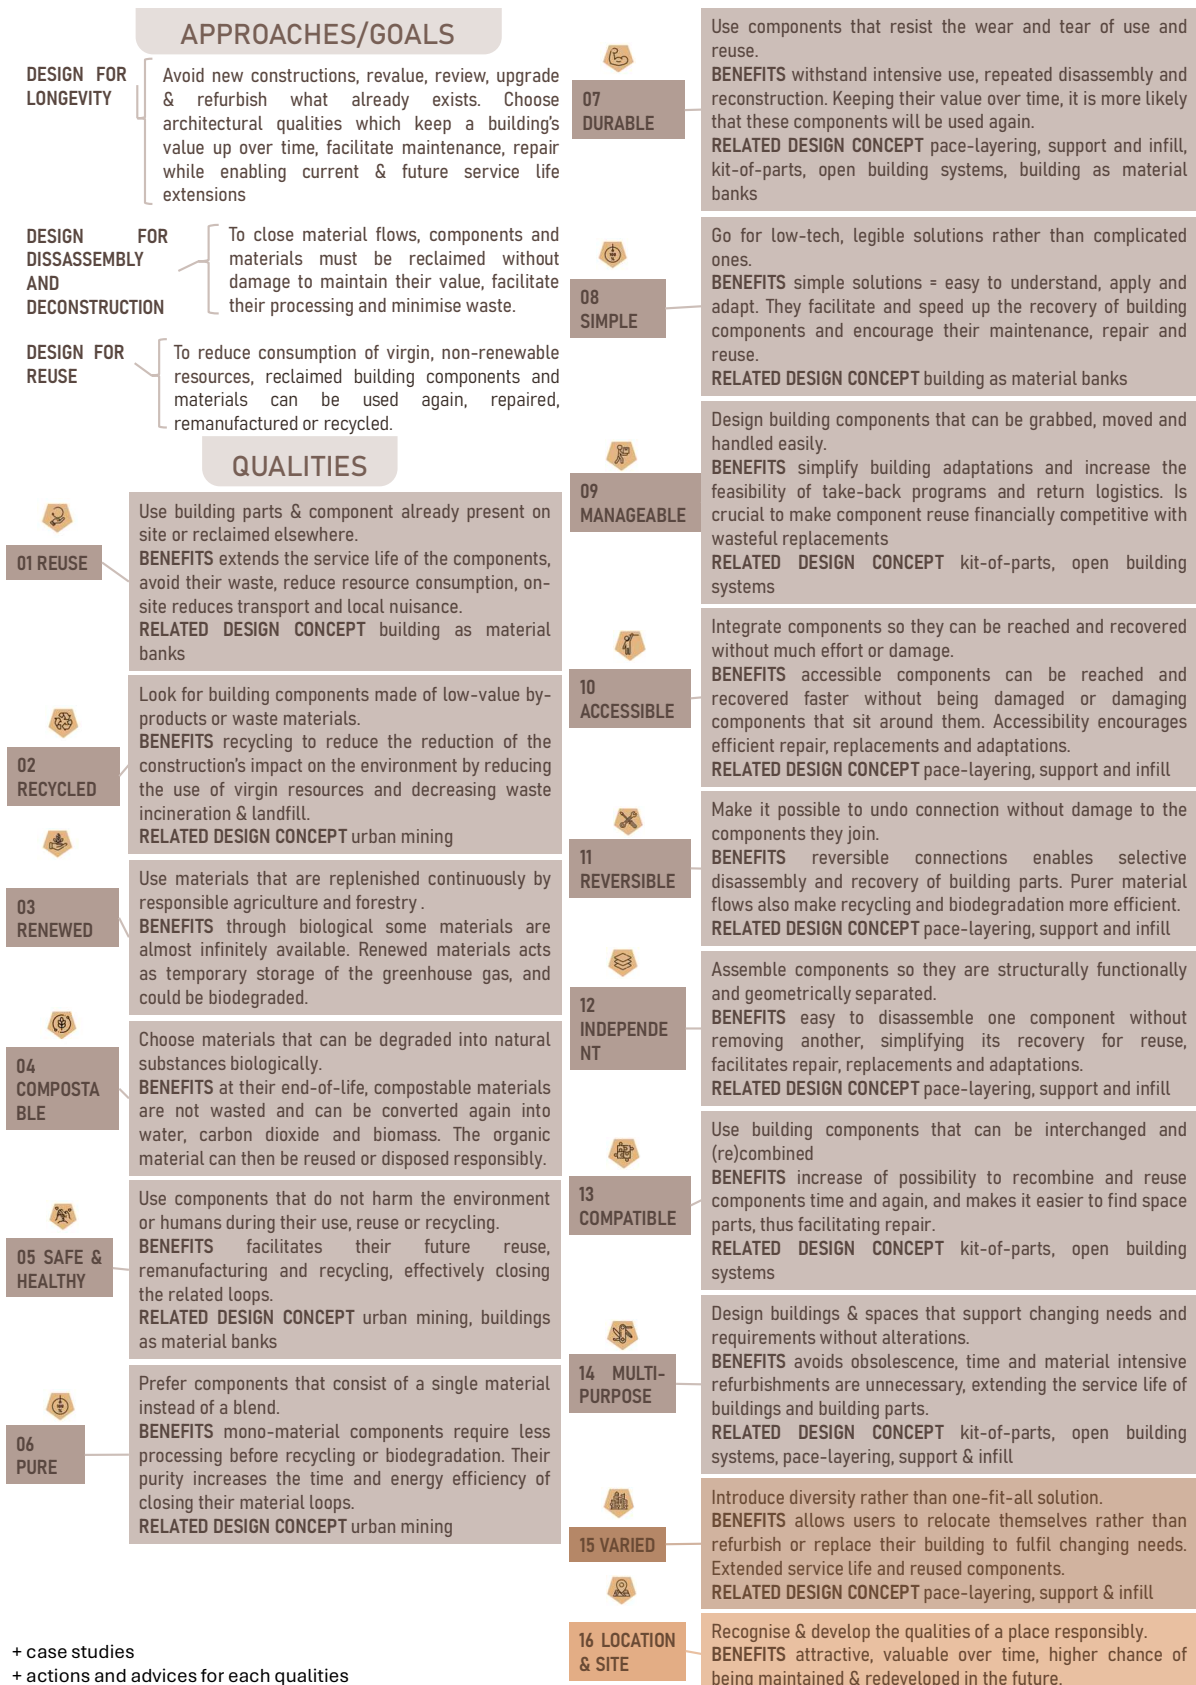 APPROACHES/GOALS
DESIGN FOR
LONGEVITY
Avoid new constructions, revalue, review, upgrade
& refurbish what already exists. Choose
architectural qualities which keep a building's
value up over time, facilitate maintenance, repair
while enabling current & future service life
extensions
DESIGN FOR
DISSASSEMBLY
AND
DECONSTRUCTION
To close material flows, components and
materials must be reclaimed without
damage to maintain their value, facilitate
their processing and minimise waste.
DESIGN FOR
REUSE
To reduce consumption of virgin, non-renewable
resources, reclaimed building components and
materials can be used again, repaired,
remanufactured or recycled.
QUALITIES
01 REUSE
Use building parts & component already present on
site or reclaimed elsewhere.
BENEFITS extends the service life of the components,
avoid their waste, reduce resource consumption, on-
site reduces transport and local nuisance.
RELATED DESIGN CONCEPT building as material
banks
02
RECYCLED
Look for building components made of low-value by-
products or waste materials.
BENEFITS recycling to reduce the reduction of the
construction's impact on the environment by reducing
the use of virgin resources and decreasing waste
incineration & landfill.
RELATED DESIGN CONCEPT urban mining
03
RENEWED
Use materials that are replenished continuously by
responsible agriculture and forestry .
BENEFITS through biological some materials are
almost infinitely available. Renewed materials acts
as temporary storage of the greenhouse gas, and
could be biodegraded.
04
COMPOSTA
BLE
Choose materials that can be degraded into natural
substances biologically.
BENEFITS at their end-of-life, compostable materials
are not wasted and can be converted again into
water, carbon dioxide and biomass. The organic
material can then be reused or disposed responsibly.
05 SAFE &
HEALTHY
Use components that do not harm the environment
or humans during their use, reuse or recycling.
BENEFITS facilitates their future reuse,
remanufacturing and recycling, effectively closing
the related loops.
RELATED DESIGN CONCEPT urban mining, buildings
as material banks
06
PURE
Prefer components that consist of a single material
instead of a blend.
BENEFITS mono-material components require less
processing before recycling or biodegradation. Their
purity increases the time and energy efficiency of
closing their material loops.
RELATED DESIGN CONCEPT urban mining
+ case studies
+ actions and advices for each qualities
07
DURABLE
Use components that resist the wear and tear of use and
reuse.
BENEFITS withstand intensive use, repeated disassembly and
reconstruction. Keeping their value over time, it is more likely
that these components will be used again.
RELATED DESIGN CONCEPT pace-layering, support and infill,
kit-of-parts, open building systems, building as material
banks
08
SIMPLE
Go for low-tech, legible solutions rather than complicated
ones.
BENEFITS simple solutions = easy to understand, apply and
adapt. They facilitate and speed up the recovery of building
components and encourage their maintenance, repair and
reuse.
RELATED DESIGN CONCEPT building as material banks
09
MANAGEABLE
Design building components that can be grabbed, moved and
handled easily.
BENEFITS simplify building adaptations and increase the
feasibility of take-back programs and return logistics. Is
crucial to make component reuse financially competitive with
wasteful replacements
RELATED DESIGN CONCEPT kit-of-parts, open building
systems
10
ACCESSIBLE
Integrate components so they can be reached and recovered
without much effort or damage.
BENEFITS accessible components can be reached and
recovered faster without being damaged or damaging
components that sit around them. Accessibility encourages
efficient repair, replacements and adaptations.
RELATED DESIGN CONCEPT pace-layering, support and infill
11
REVERSIBLE
Make it possible to undo connection without damage to the
components they join.
BENEFITS reversible connections enables selective
disassembly and recovery of building parts. Purer material
flows also make recycling and biodegradation more efficient.
RELATED DESIGN CONCEPT pace-layering, support and infill
12
INDEPENDE
NT
Assemble components so they are structurally functionally
and geometrically separated.
BENEFITS easy to disassemble one component without
removing another, simplifying its recovery for reuse,
facilitates repair, replacements and adaptations.
RELATED DESIGN CONCEPT pace-layering, support and infill
13
COMPATIBLE
Use building components that can be interchanged and
(re)combined
BENEFITS increase of possibility to recombine and reuse
components time and again, and makes it easier to find space
parts, thus facilitating repair.
RELATED DESIGN CONCEPT kit-of-parts, open building
systems
14 MULTI-
PURPOSE
Design buildings & spaces that support changing needs and
requirements without alterations.
BENEFITS avoids obsolescence, time and material intensive
refurbishments are unnecessary, extending the service life of
buildings and building parts.
RELATED DESIGN CONCEPT kit-of-parts, open building
systems, pace-layering, support & infill
15 VARIED
Introduce diversity rather than one-fit-all solution.
BENEFITS allows users to relocate themselves rather than
refurbish or replace their building to fulfil changing needs.
Extended service life and reused components.
RELATED DESIGN CONCEPT pace-layering, support & infill
16 LOCATION
& SITE
Recognise & develop the qualities of a place responsibly.
BENEFITS attractive, valuable over time, higher chance of
being maintained & redeveloped in the future.